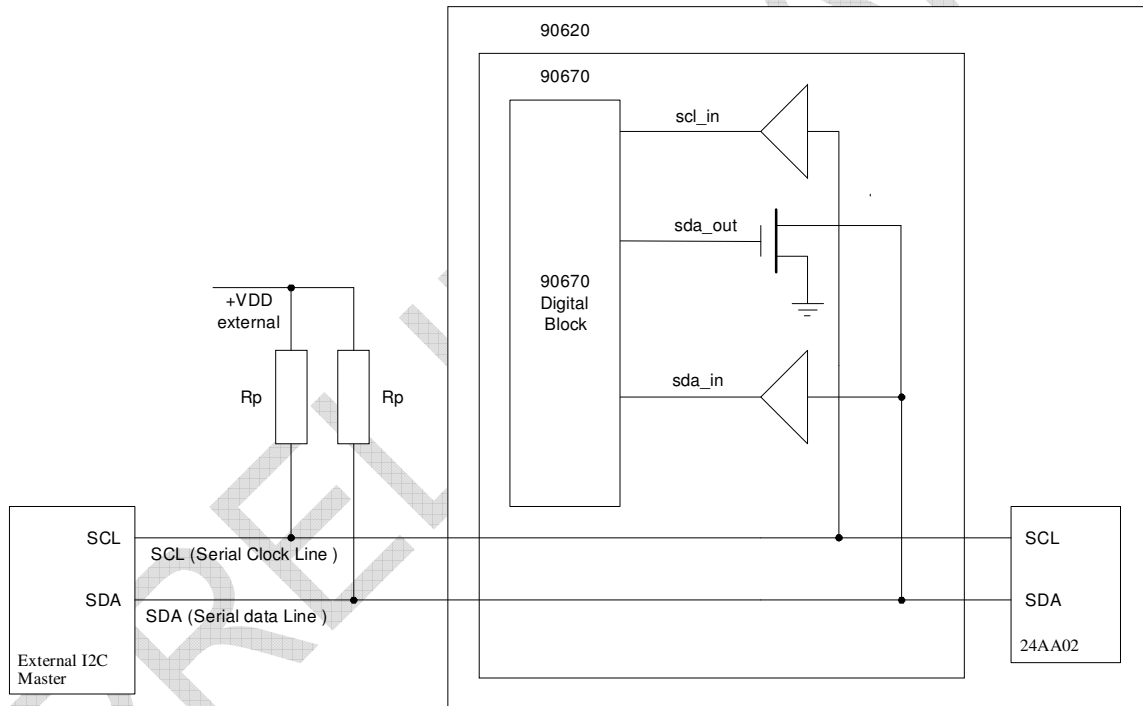 90620
90670
scl_in
sda_out
90670
Digital
Block
+VDD
external
sda_in
Rp
Rp
SCL
SCL (Serial Clock Line )
SCL
SDA
SDA (Serial data Line )
SDA
External I2C
Master
24AA02